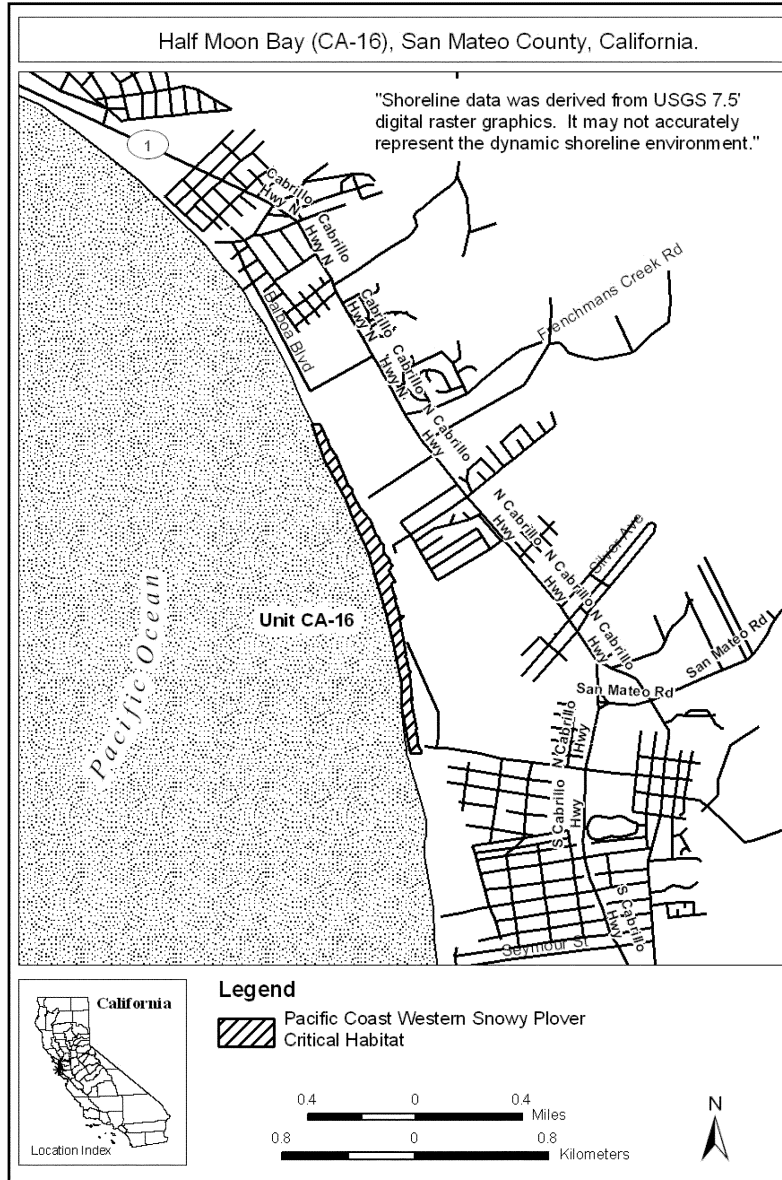 Half Moon Bay (CA-16), San Mateo County, California.
"Shoreline data was derived from USGS 7.5'
digital raster graphics. It may not accurately
represent the dynamic shoreline environment."
1
Cabrillo
Hwy N
Cabrillo
Hwy N
Balboa Blvd
Cabrillo
Hwy N
Frenchmans Creek Rd
Cabrillo
Hwy N
N Cabrillo
Hwy
N Cabrillo
Hwy
Silver Ave
N Cabrillo
Hwy
N Cabrillo
Hwy
Pacific Ocean
Unit CA-16
San Mateo Rd
San Mateo Rd
N Cabrillo
Hwy
S Cabrillo
Hwy
S Cabrillo
Hwy
Seymour St
California
Location Index
Legend
Pacific Coast Western Snowy Plover
Critical Habitat
0.4 0 0.4
Miles
0.8 0 0.8
Kilometers
N